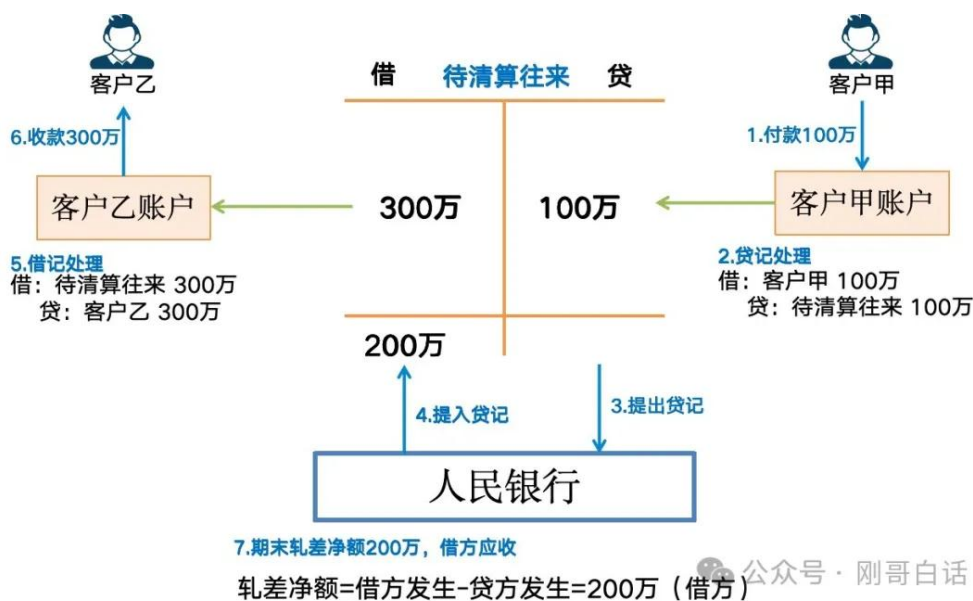 客户乙
借 待清算往来 贷
客户甲
6.收款300万
1.付款100万
客户乙账户
300万
100万
客户甲账户
5.借记处理
借：待清算往来 300万
贷：客户乙 300万
2.贷记处理
借：客户甲 100万
贷：待清算往来 100万
200万
4.提入贷记
3.提出贷记
人民银行
7.期末轧差净额200万，借方应收
轧差净额=借方发生-贷方发生=200万（借方）
公众号·刚哥白话